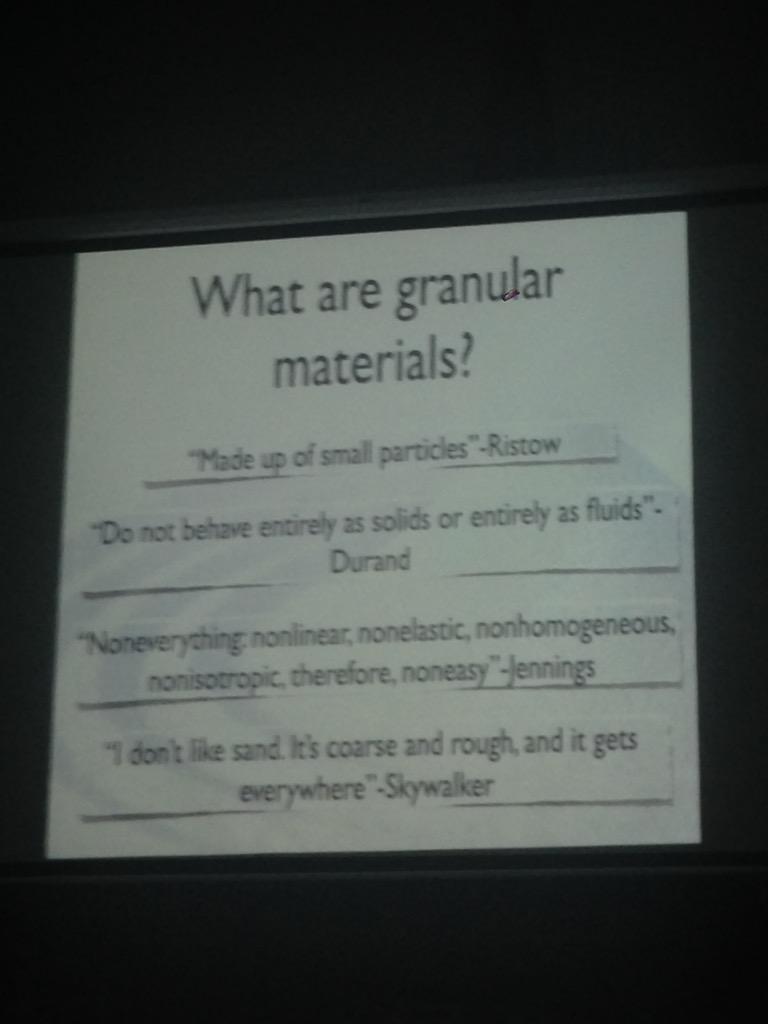 What are granular
materials?
"Made up of small particles"-Ristow
"Do not behave entirely as solids or entirely as fluids"-
Durand
"Noneverything: nonlinear, nonelastic, nonhomogeneous,
nonisotropic, therefore, noneasy"-Jennings
"I don't like sand. It's coarse and rough, and it gets
everywhere"-Skywalker